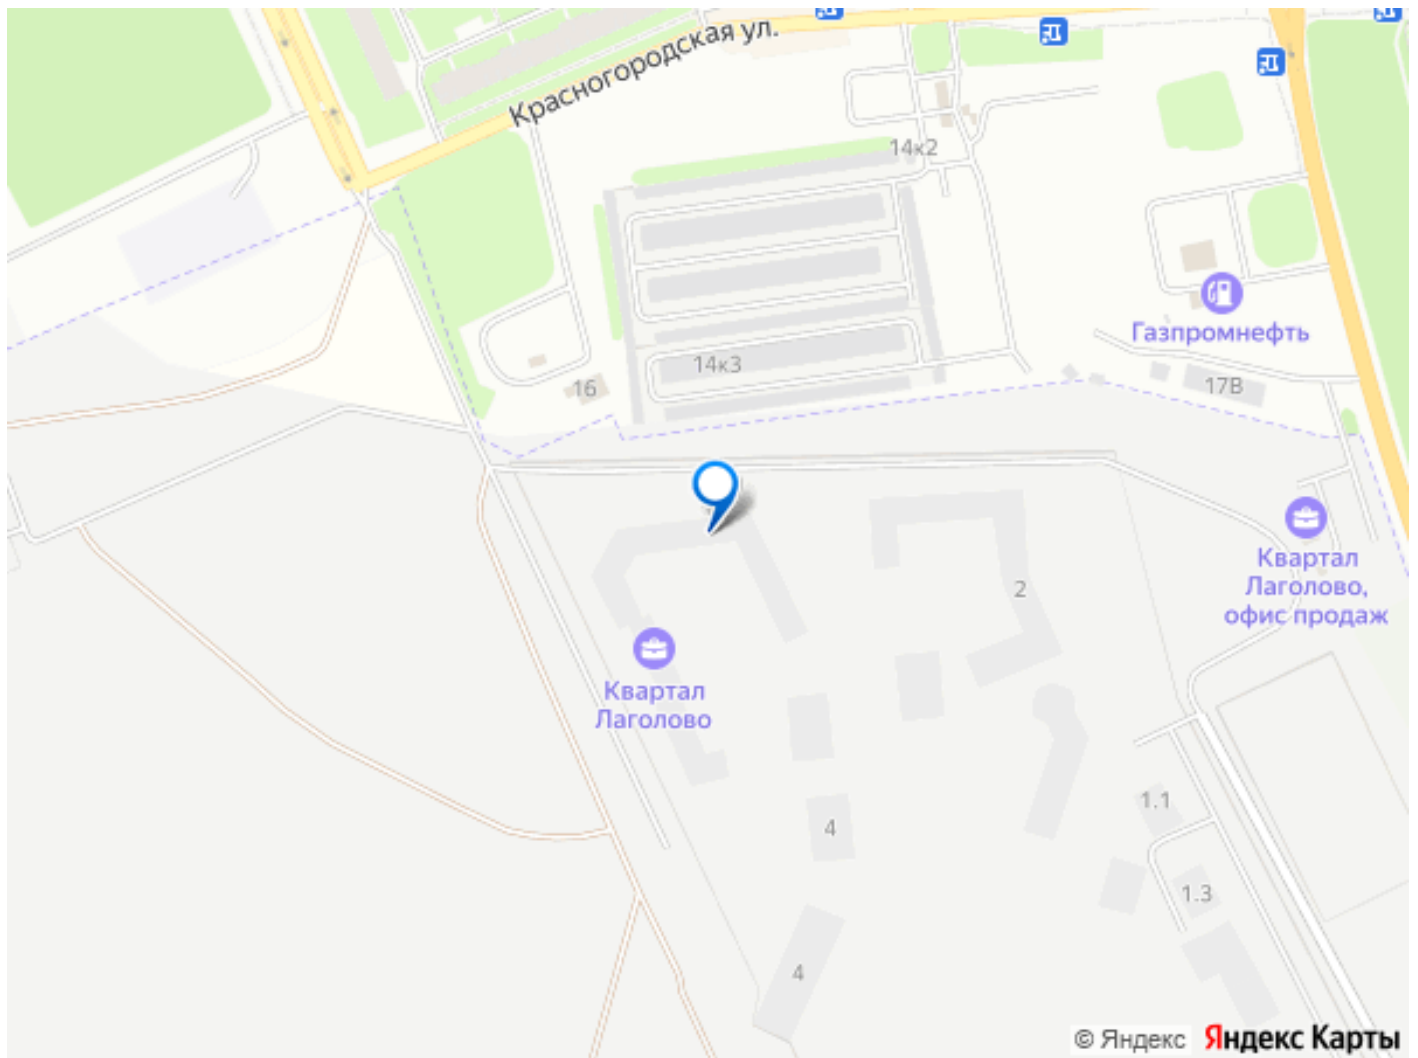 Красногородская ул.
14к2
Газпромнефть
14к3
16
17В
Квартал
Лаголово,
офис продаж
2
Квартал
Лаголово
1.1
4
1.3
4
© Яндекс Яндекс Карты